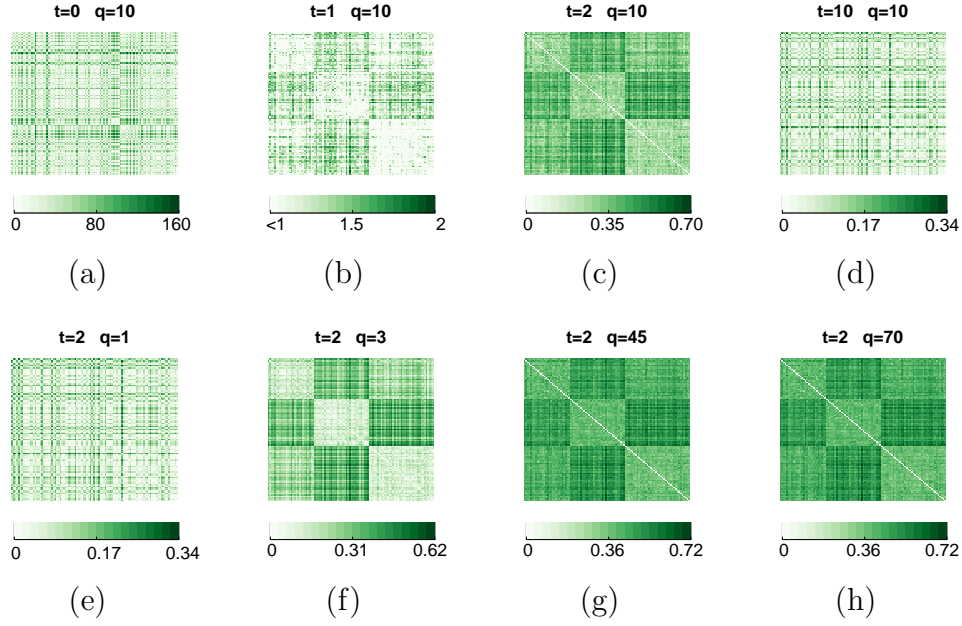 t=0 q=10
t=1 q=10
t=2 q=10
t=10 q=10
0 80 160
<1 1.5 2
0 0.35 0.70
0 0.17 0.34
(a)
(b)
(c)
(d)
t=2 q=1
t=2 q=3
t=2 q=45
t=2 q=70
0 0.17 0.34
0 0.31 0.62
0 0.36 0.72
0 0.36 0.72
(e)
(f)
(g)
(h)